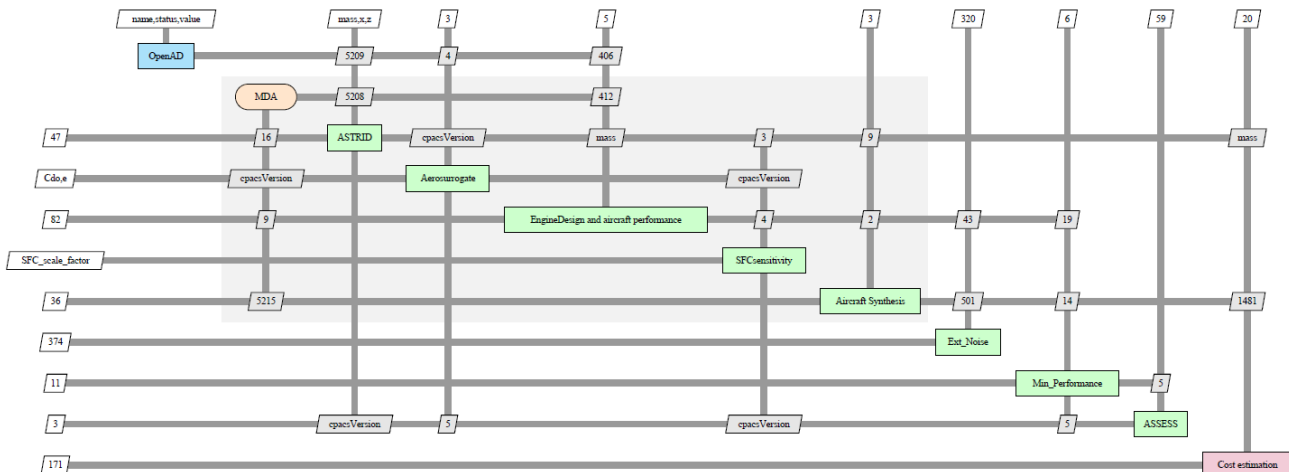 name,status,value mass,x,z 3 5 3 320 6 59 20
OpenAD 5209 4 406
MDA 5208 412
47 16 ASTRID cpacsVersion mass 3 9 mass
Cdo,e cpacsVersion Aerosurrogate cpacsVersion
82 9 EngineDesign and aircraft performance 4 2 43 19
SFC_scale_factor SFCsensitivity
36 5215 Aircraft Synthesis 501 14 1481
374 Ext_Noise
11 Min_Performance 5
3 cpacsVersion 5 cpacsVersion 5 ASSESS
171 Cost estimation